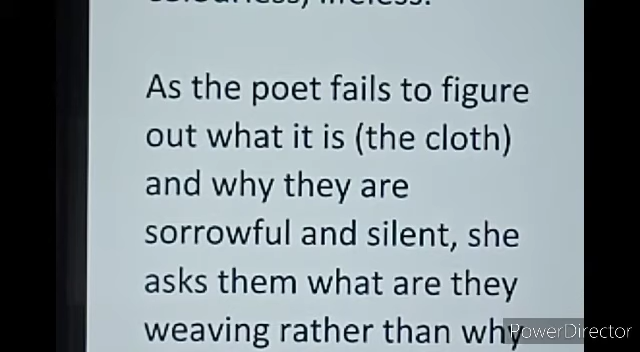 As the poet fails to figure
out what it is (the cloth)
and why they are
sorrowful and silent, she
asks them what are they
weaving rather than why
PowerDirector